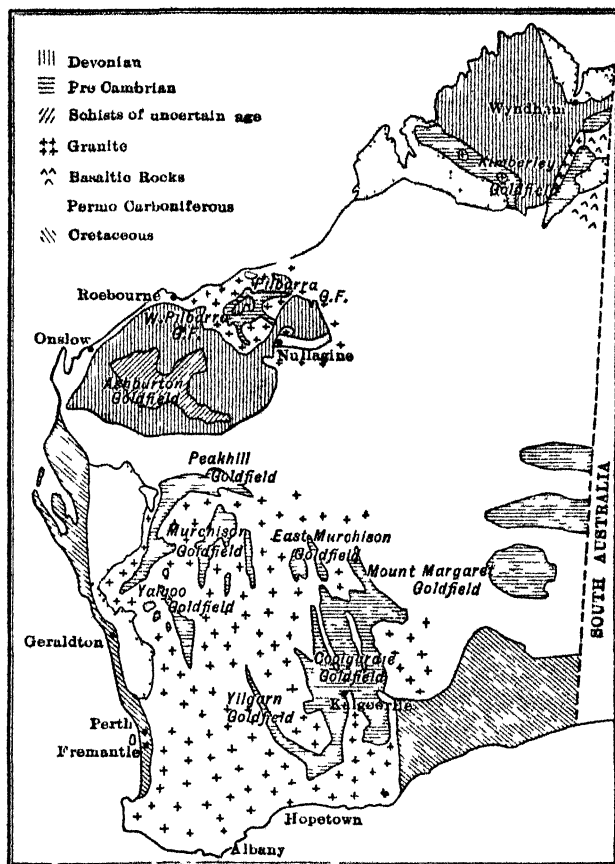 Devonian
Pre Cambrian
Schists of uncertain age
Granite
Basaltic Rocks
Permo Carboniferous
Cretaceous
Wyndham
Kimberley
Goldfield
Roebourne
Pilbarra
G.F.
W. Pilbarra
G.F.
Onslow
Nullagine
Ashburton
Goldfield
Peakhill
Goldfield
Murchison
Goldfield
East Murchison
Goldfield
Mount Margaret
Goldfield
SOUTH AUSTRALIA
Yalgoo
Goldfield
Geraldton
Coolgardie
Goldfield
Yilgarn
Goldfield
Kalgoorlie
Perth
Fremantle
Hopetown
Albany